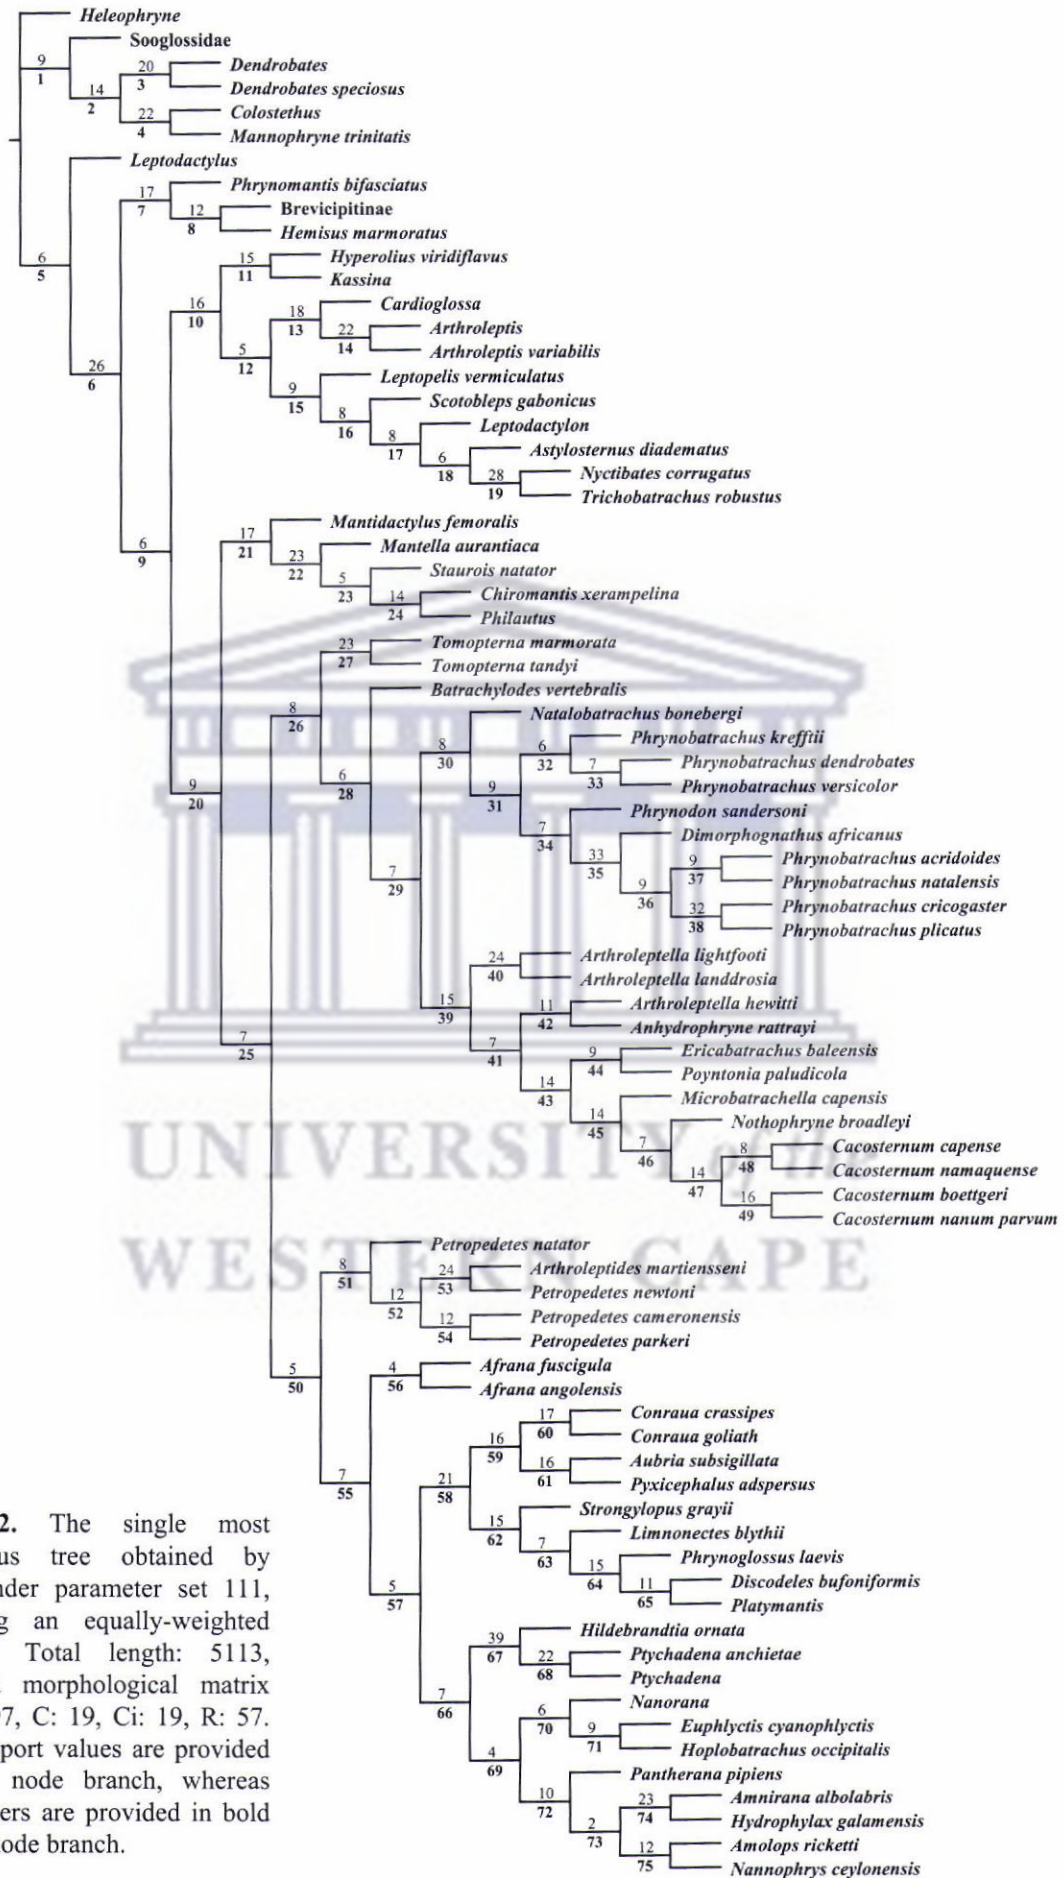 Heleophryne
Sooglossidae
9
1
20
3
Dendrobates
14
2
Dendrobates speciosus
22
4
Colostethus
Mannophryne trinitatis
Leptodactylus
17
7
Phrynomantis bifasciatus
12
8
Brevicipitinae
Hemisus marmoratus
6
5
15
11
Hyperolius viridiflavus
Kassina
16
10
18
13
Cardioglossa
22
14
Arthroleptis
Arthroleptis variabilis
5
12
26
6
9
15
Leptopelis vermiculatus
8
16
Scotobleps gabonicus
8
17
Leptodactylon
6
18
Astylosternus diadematus
28
19
Nyctibates corrugatus
Trichobatrachus robustus
6
9
17
21
Mantidactylus femoralis
23
22
Mantella aurantiaca
5
23
Staurois natator
14
24
Chiromantis xerampelina
Philautus
23
27
Tomopterna marmorata
Tomopterna tandyi
8
26
Batrachylodes vertebralis
Natalobatrachus bonebergi
8
30
6
32
Phrynobatrachus krefftii
7
33
Phrynobatrachus dendrobates
Phrynobatrachus versicolor
6
28
9
31
9
20
7
34
Phrynodon sandersoni
33
35
Dimorphognathus africanus
7
29
9
36
9
37
Phrynobatrachus acridoides
Phrynobatrachus natalensis
32
38
Phrynobatrachus cricogaster
Phrynobatrachus plicatus
24
40
Arthroleptella lightfooti
Arthroleptella landdrosia
15
39
11
42
Arthroleptella hewitti
Anhydrophryne rattrayi
7
25
7
41
9
44
Ericabatrachus baleensis
Poyntonia paludicola
14
43
14
45
Microbatrachella capensis
7
46
Nothophryne broadleyi
14
47
8
48
Cacosternum capense
Cacosternum namaquense
16
49
Cacosternum boettgeri
Cacosternum nanum parvum
UNIVERSITY of the
WESTERN CAPE
8
51
Petropedetes natator
12
52
24
53
Arthroleptides martiensseni
Petropedetes newtoni
12
54
Petropedetes cameronensis
Petropedetes parkeri
5
50
4
56
Afrana fuscigula
Afrana angolensis
7
55
16
59
17
60
Conraua crassipes
Conraua goliath
16
61
Aubria subsigillata
Pyxicephalus adspersus
21
58
15
62
Strongylopus grayii
7
63
Limnonectes blythii
15
64
Phrynoglossus laevis
11
65
Discodeles bufoniformis
Platymantis
5
57
39
67
Hildebrandtia ornata
22
68
Ptychadena anchietae
Ptychadena
7
66
6
70
Nanorana
9
71
Euphlyctis cyanophlyctis
Hoplobatrachus occipitalis
4
69
10
72
Pantherana pipiens
2
73
23
74
Amnirana albolabris
Hydrophylax galamensis
12
75
Amolops ricketti
Nannophrys ceylonensis
2. The single most
us tree obtained by
nder parameter set 111,
g an equally-weighted
Total length: 5113,
morphological matrix
7, C: 19, Ci: 19, R: 57.
port values are provided
node branch, whereas
ers are provided in bold
ode branch.